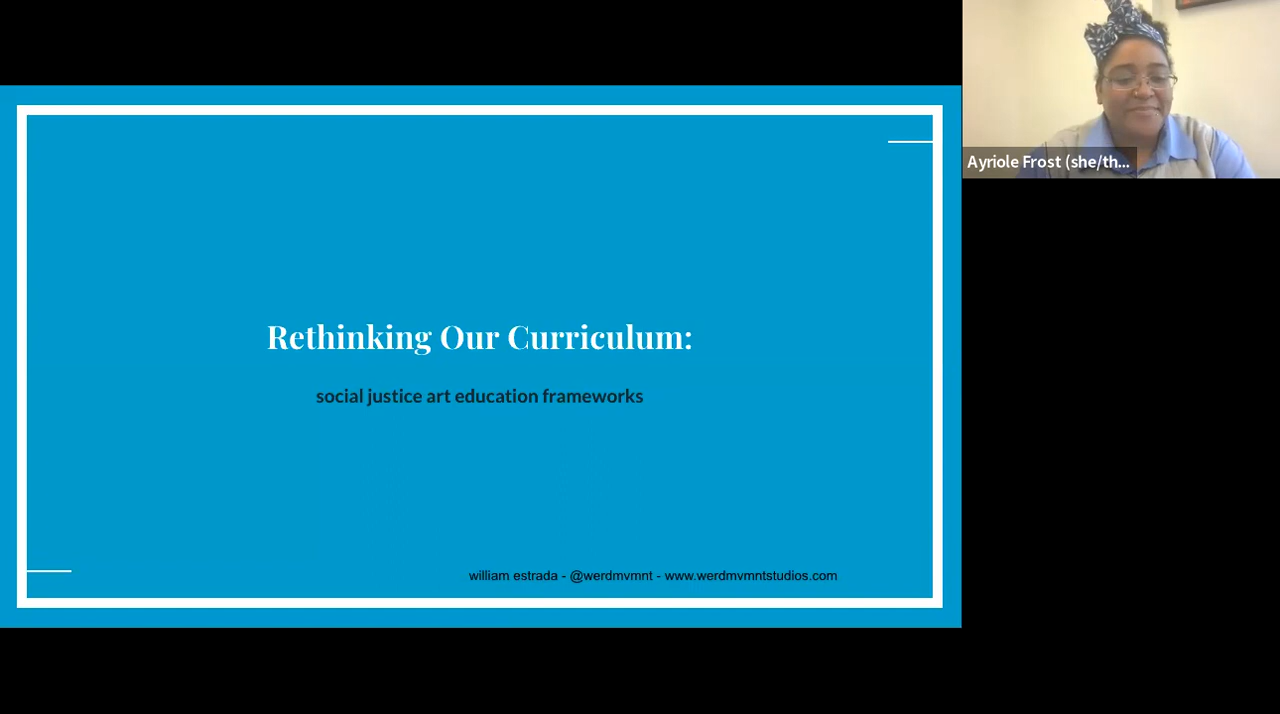 Rethinking Our Curriculum:
social justice art education frameworks
william estrada - @werdmvmnt - www.werdmvmntstudios.com
Ayriole Frost (she/th...